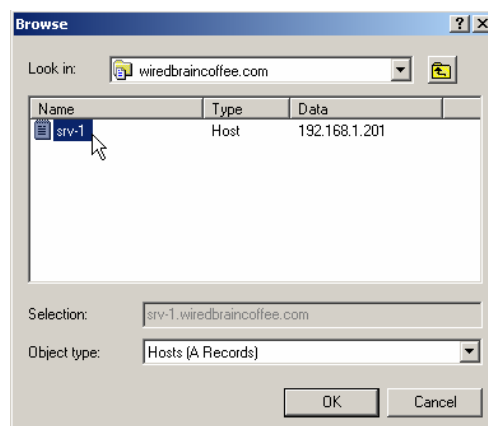 Browse
Look in: wiredbraincoffee.com
Name Type Data
srv-1 Host 192.168.1.201
Selection: srv-1.wiredbraincoffee.com
Object type: Hosts (A Records)
OK Cancel